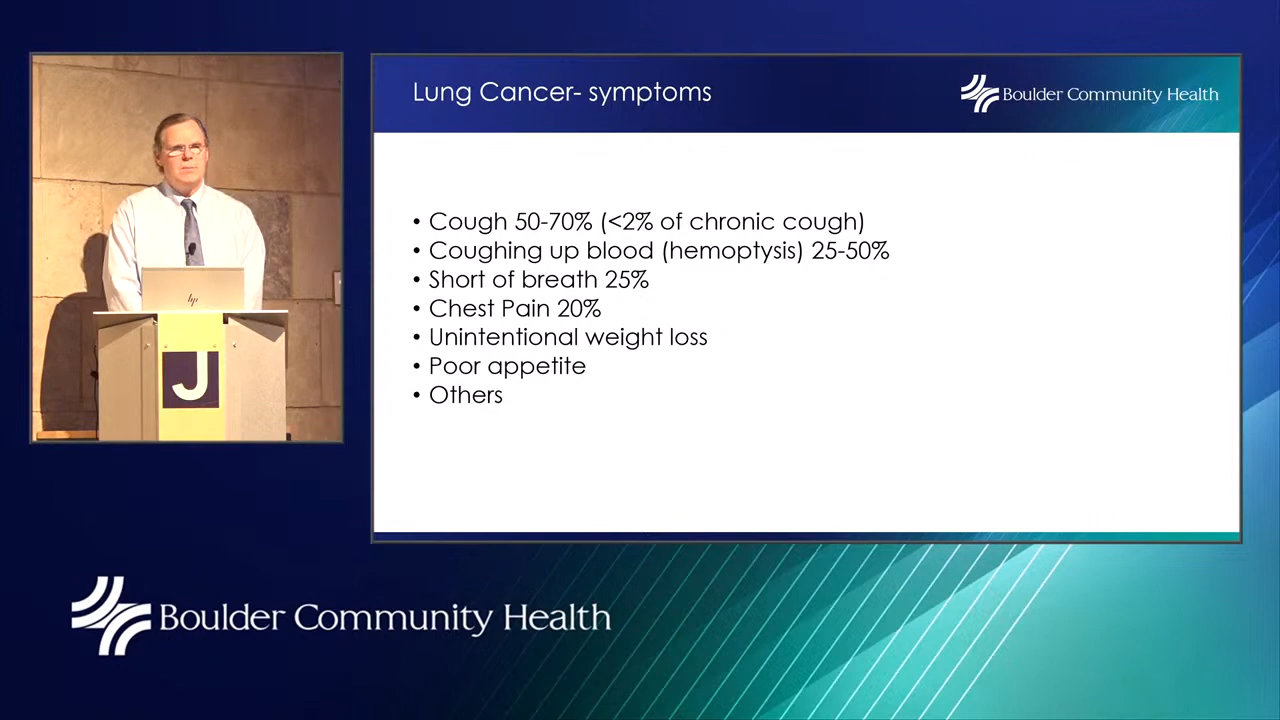 Lung Cancer- symptoms
Boulder Community Health
• Cough 50-70% (<2% of chronic cough)
• Coughing up blood (hemoptysis) 25-50%
• Short of breath 25%
• Chest Pain 20%
• Unintentional weight loss
• Poor appetite
• Others
hp
J
Boulder Community Health